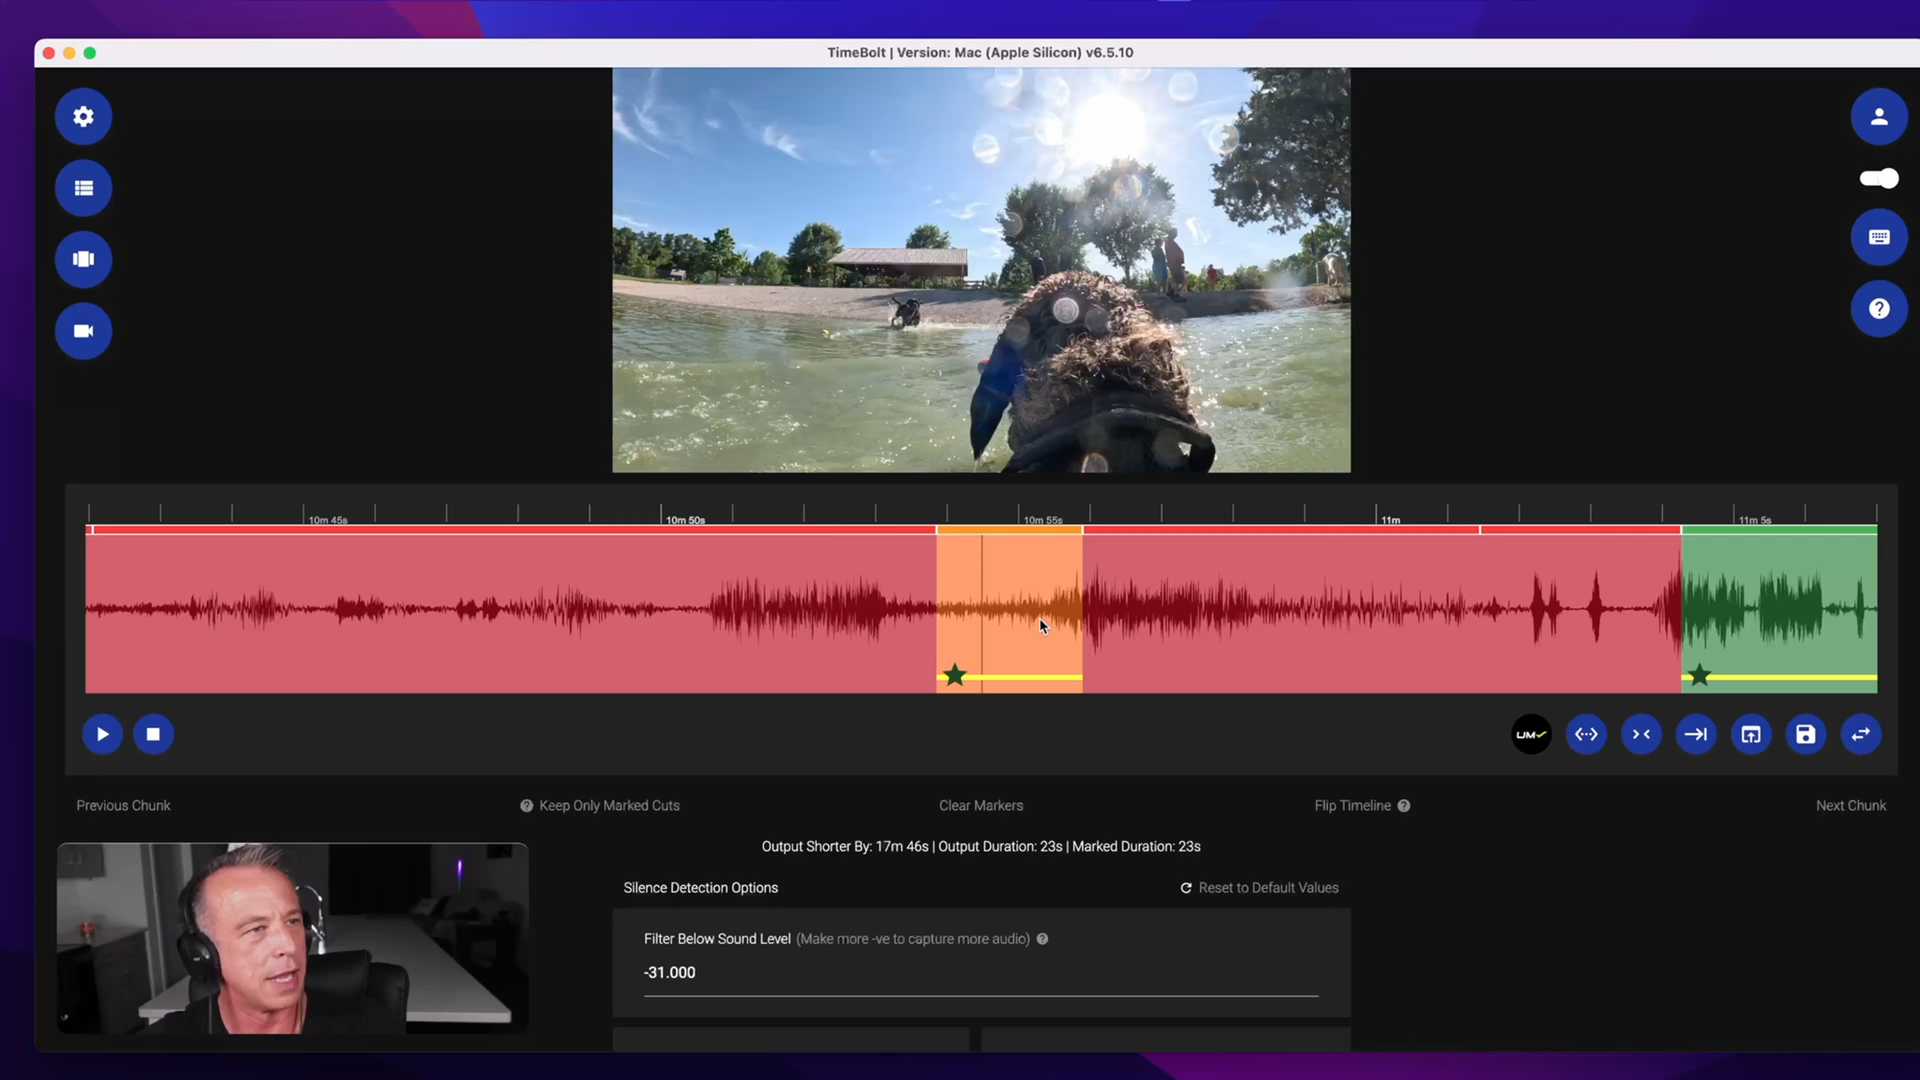 TimeBolt | Version: Mac (Apple Silicon) v6.5.10
10m 45s
10m 50s
10m 55s
11m
11m 5s
UM
Previous Chunk
Keep Only Marked Cuts
Clear Markers
Flip Timeline
Next Chunk
Output Shorter By: 17m 46s | Output Duration: 23s | Marked Duration: 23s
Silence Detection Options
Reset to Default Values
Filter Below Sound Level (Make more -ve to capture more audio)
-31.000